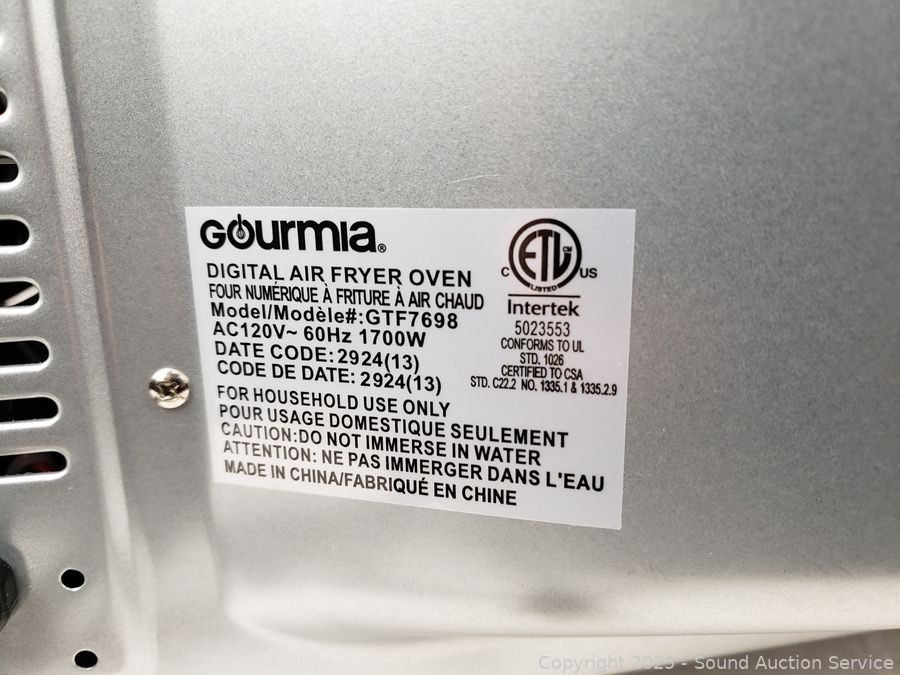 GOURMIA®
DIGITAL AIR FRYER OVEN
FOUR NUMÉRIQUE À FRITURE À AIR CHAUD
Model/Modèle#:GTF7698
AC120V~ 60Hz 1700W
DATE CODE: 2924(13)
CODE DE DATE: 2924(13)
FOR HOUSEHOLD USE ONLY
POUR USAGE DOMESTIQUE SEULEMENT
CAUTION:DO NOT IMMERSE IN WATER
ATTENTION: NE PAS IMMERGER DANS L'EAU
MADE IN CHINA/FABRIQUÉ EN CHINE
ETL CM
C US
LISTED
Intertek
5023553
CONFORMS TO UL
STD. 1026
CERTIFIED TO CSA
STD. C22.2 NO. 1335.1 & 1335.2.9
Copyright 2025 - Sound Auction Service